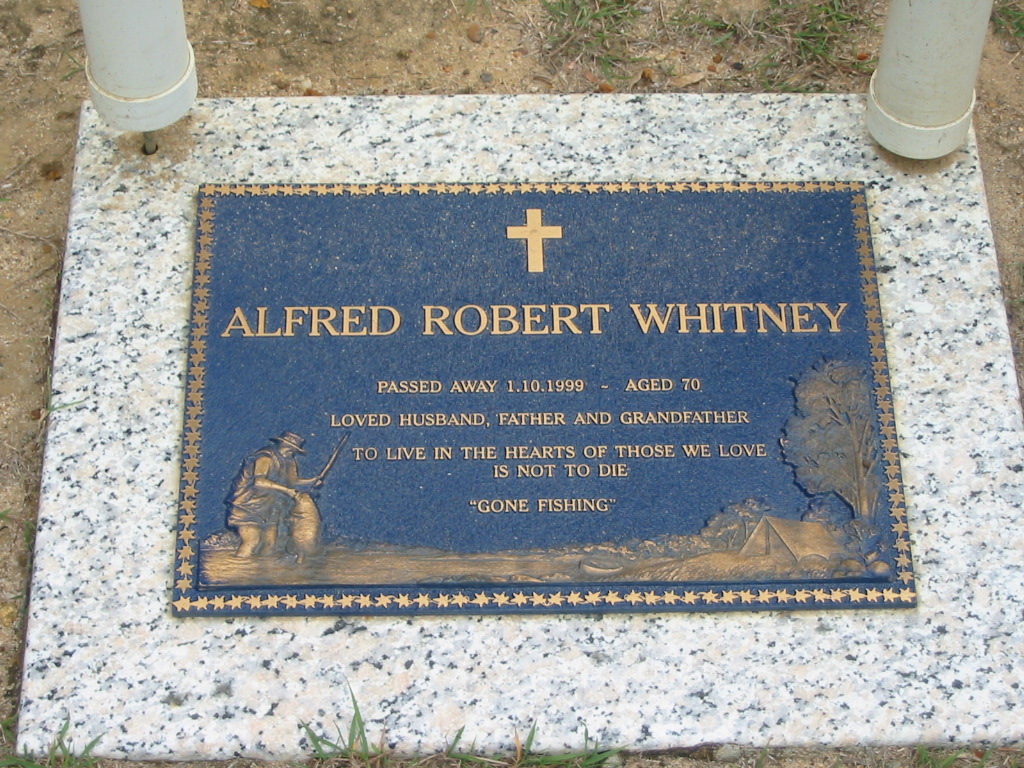 ALFRED ROBERT WHITNEY
PASSED AWAY 1.10.1999 ~ AGED 70
LOVED HUSBAND, FATHER AND GRANDFATHER
TO LIVE IN THE HEARTS OF THOSE WE LOVE
IS NOT TO DIE
"GONE FISHING"